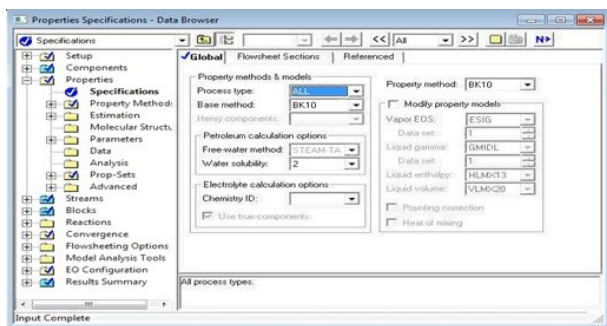 Properties Specifications - Data Browser
Specifications
All
N>
Setup
Components
Properties
Specifications
Property Method:
Estimation
Molecular Structu
Parameters
Data
Analysis
Prop-Sets
Advanced
Streams
Blocks
Reactions
Convergence
Flowsheeting Options
Model Analysis Tools
EO Configuration
Results Summary
Global Flowsheet Sections Referenced
Property methods & models
Process type: ALL
Base method: BK10
Henry components:
Petroleum calculation options
Free-water method: STEAM-TA
Water solubility: 2
Electrolyte calculation options
Chemistry ID:
Use true-components
Property method: BK10
Modify property models
Vapor EOS: ESIG
Data set: 1
Liquid gamma: GMIDL
Data set: 1
Liquid enthalpy: HLMX13
Liquid volume: VLMX20
Poynting correction
Heat of mixing
All process types.
Input Complete